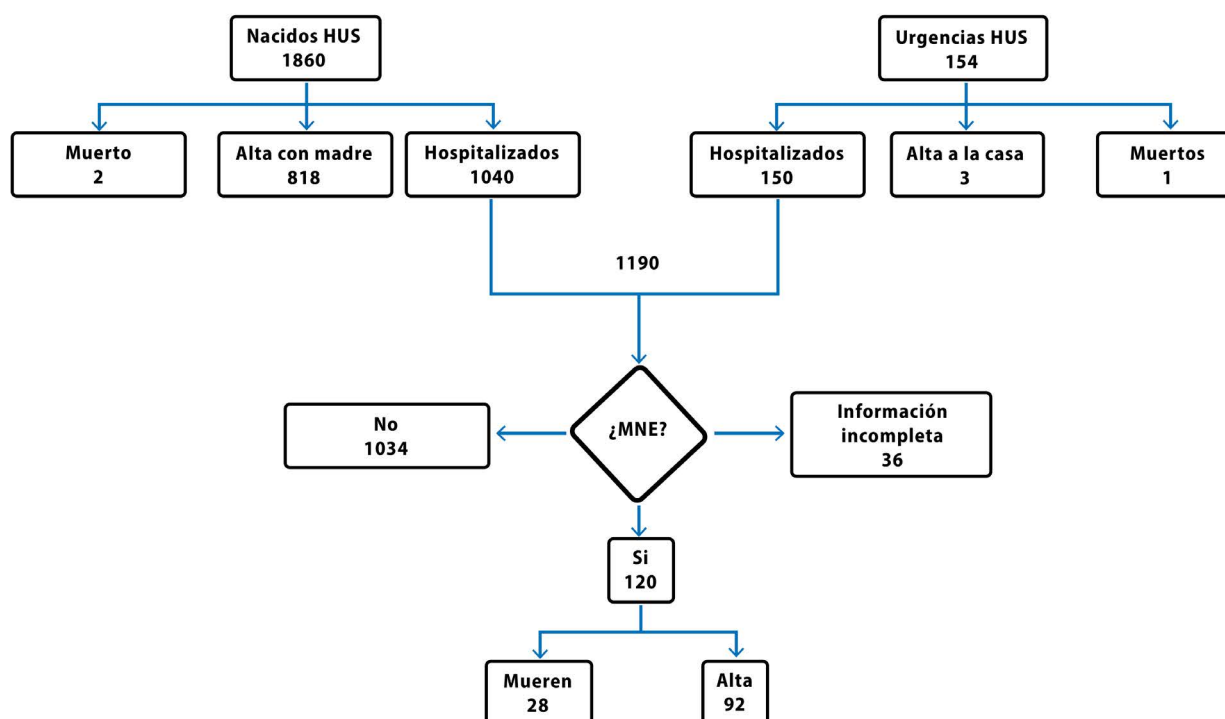 Nacidos HUS
1860
Urgencias HUS
154
Muerto
2
Alta con madre
818
Hospitalizados
1040
Hospitalizados
150
Alta a la casa
3
Muertos
1
1190
¿MNE?
No
1034
Información
incompleta
36
Si
120
Mueren
28
Alta
92